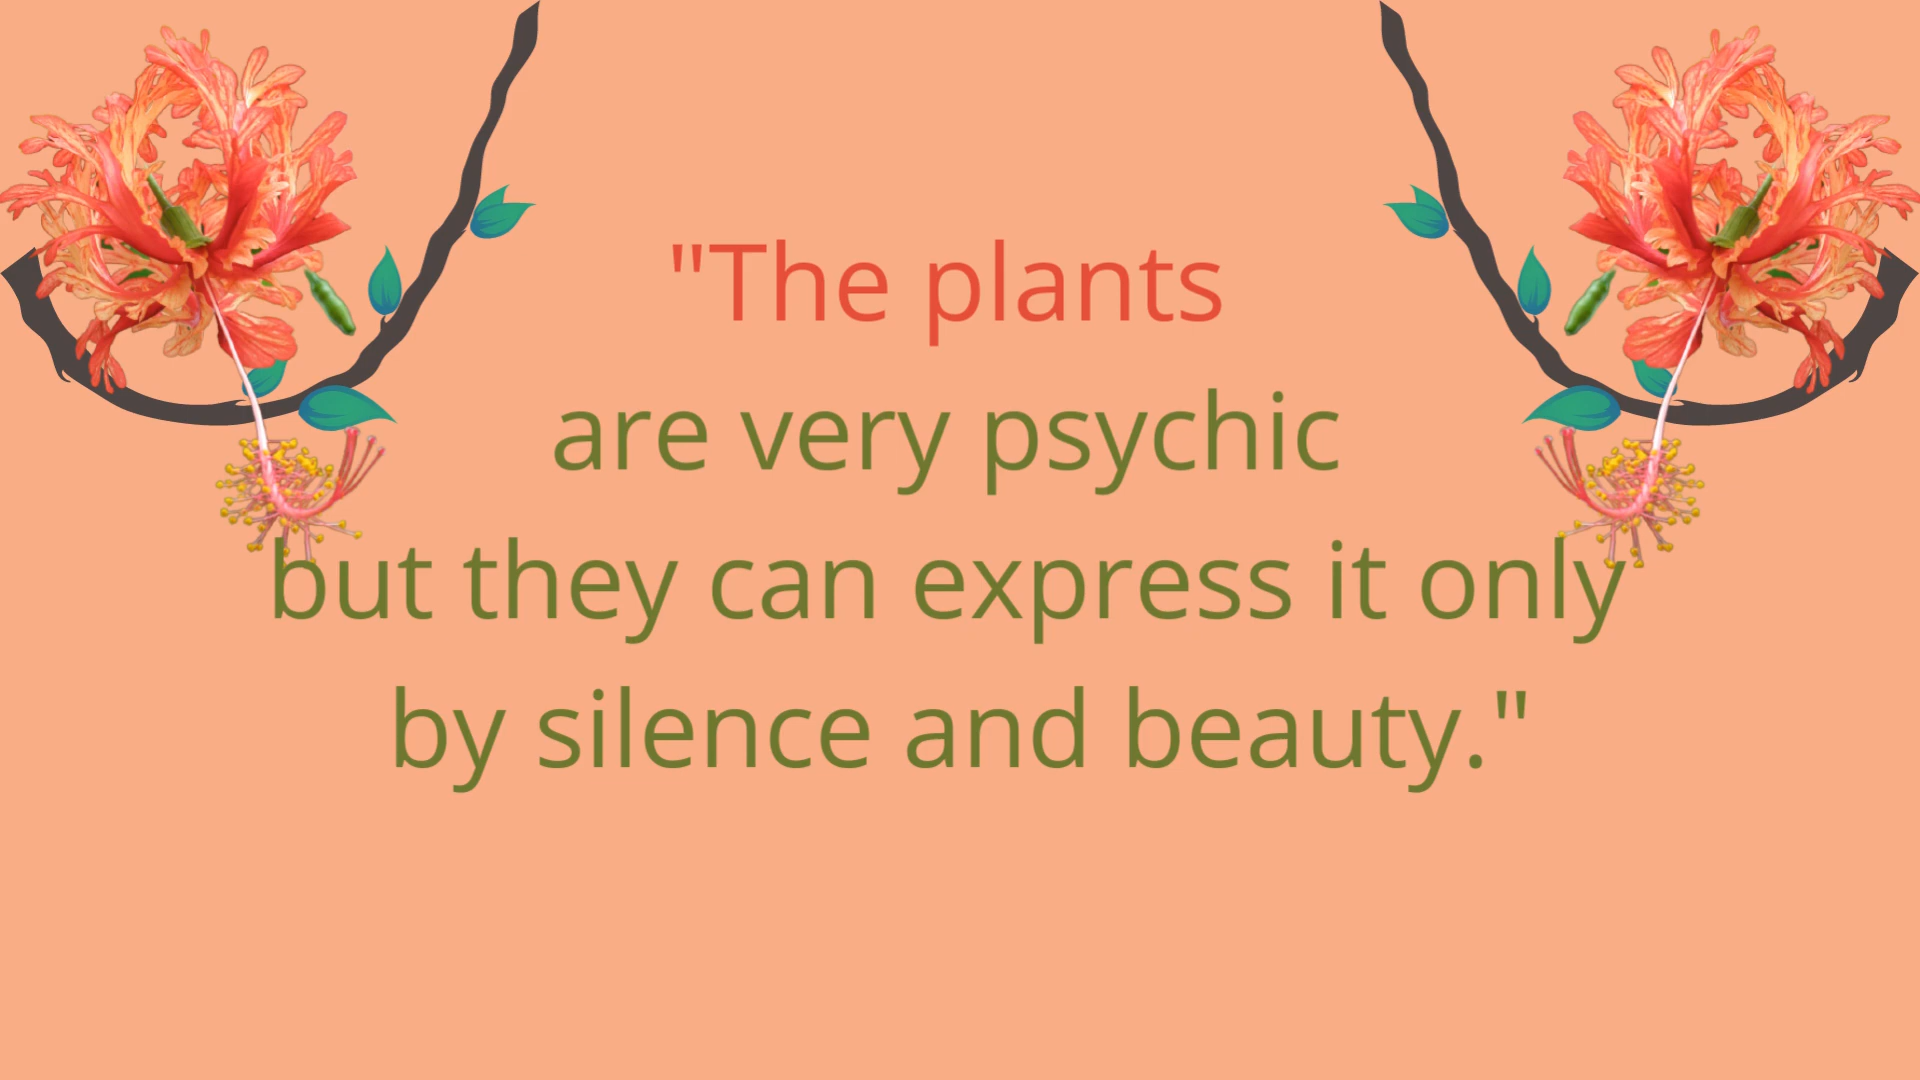 "The plants
are very psychic
but they can express it only
by silence and beauty."